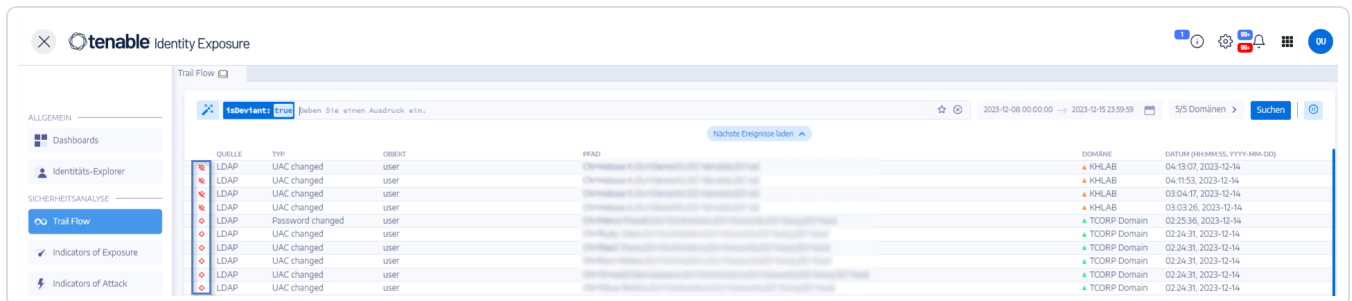 tenable Identity Exposure
1
99+
99+
QU
Trail Flow
isDeviant: true Geben Sie einen Ausdruck ein.
2023-12-08 00:00:00 → 2023-12-15 23:59:59
5/5 Domänen >
Suchen
Nächste Ereignisse laden
ALLGEMEIN
Dashboards
Identitäts-Explorer
SICHERHEITSANALYSE
Trail Flow
Indicators of Exposure
Indicators of Attack
QUELLE TYP OBJEKT PFAD DOMÄNE DATUM (HH:MM:SS, YYYY-MM-DD)
LDAP UAC changed user KHLAB 04:13:07, 2023-12-14
LDAP UAC changed user KHLAB 04:11:53, 2023-12-14
LDAP UAC changed user KHLAB 03:04:17, 2023-12-14
LDAP UAC changed user KHLAB 03:03:26, 2023-12-14
LDAP Password changed user TCORP Domain 02:25:36, 2023-12-14
LDAP UAC changed user TCORP Domain 02:24:31, 2023-12-14
LDAP UAC changed user TCORP Domain 02:24:31, 2023-12-14
LDAP UAC changed user TCORP Domain 02:24:31, 2023-12-14
LDAP UAC changed user TCORP Domain 02:24:31, 2023-12-14
LDAP UAC changed user TCORP Domain 02:24:31, 2023-12-14